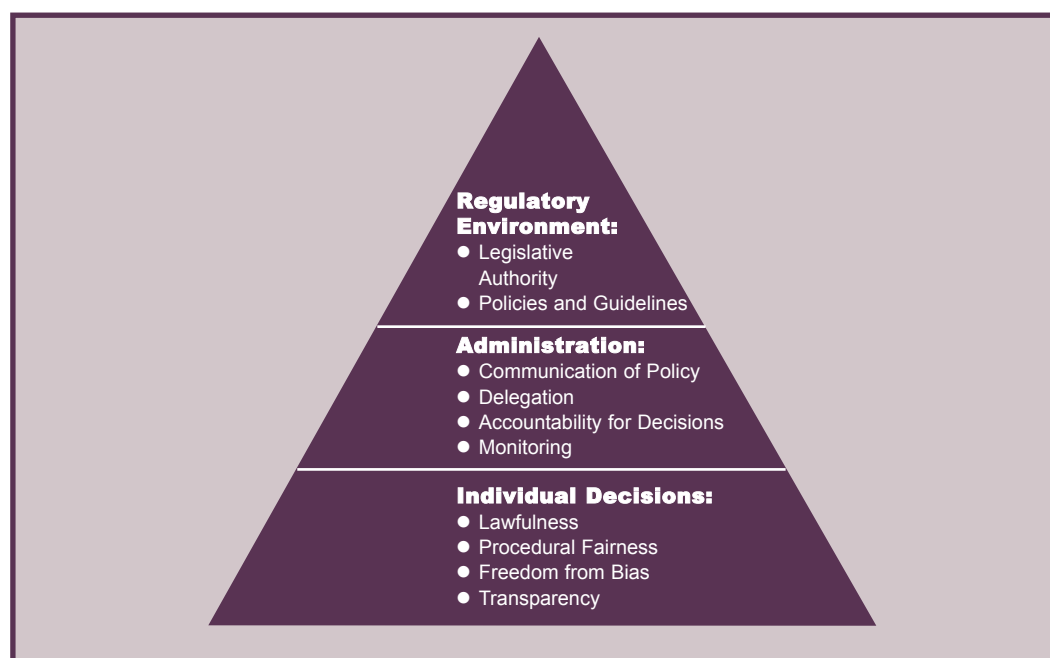 Regulatory
Environment:
● Legislative
Authority
● Policies and Guidelines
Administration:
● Communication of Policy
● Delegation
● Accountability for Decisions
● Monitoring
Individual Decisions:
● Lawfulness
● Procedural Fairness
● Freedom from Bias
● Transparency